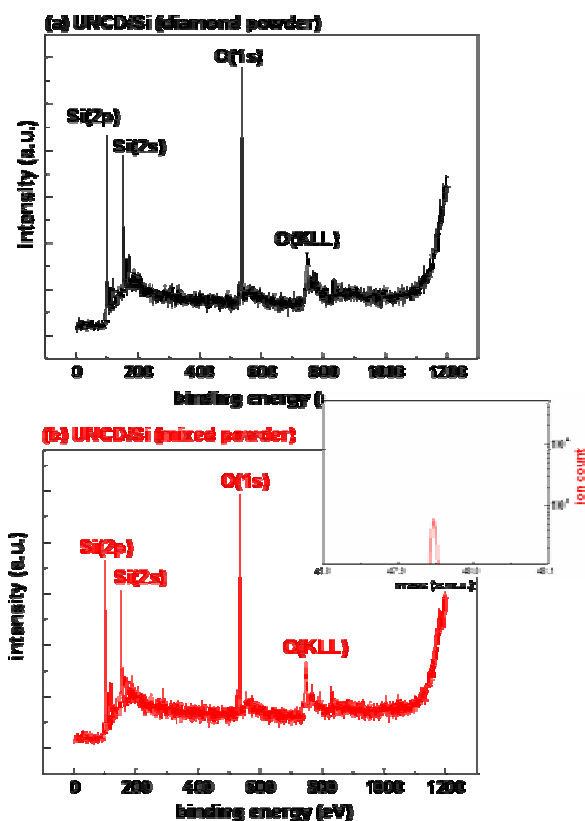 (a) UNCD/Si (diamond powder)
O(1s)
Si(2p)
Si(2s)
O(KLL)
intensity (a.u.)
0 200 400 600 800 1000 1200
binding energy (
(b) UNCD/Si (mixed powder)
O(1s)
Si(2p)
Si(2s)
O(KLL)
intensity (a.u.)
ion count
mass (a.m.u.)
0 200 400 600 800 1000 1200
binding energy (eV)